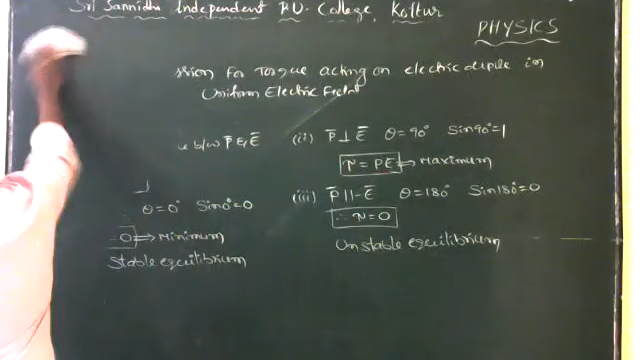 Sri Sannidhi Independent P.U. College, Kottur
PHYSICS
ssion for Torque acting on electric dipole in
Uniform Electric Field
e b/w P̄ & Ē
(ii) P̄ ⊥ Ē θ = 90° Sin90° = 1
τ = PE ⇒ Maximum
(iii) P̄ || -Ē θ = 180° Sin180° = 0
θ = 0° Sin0° = 0
∴ τ = 0
= 0 ⇒ Minimum
Unstable equilibrium
Stable equilibrium